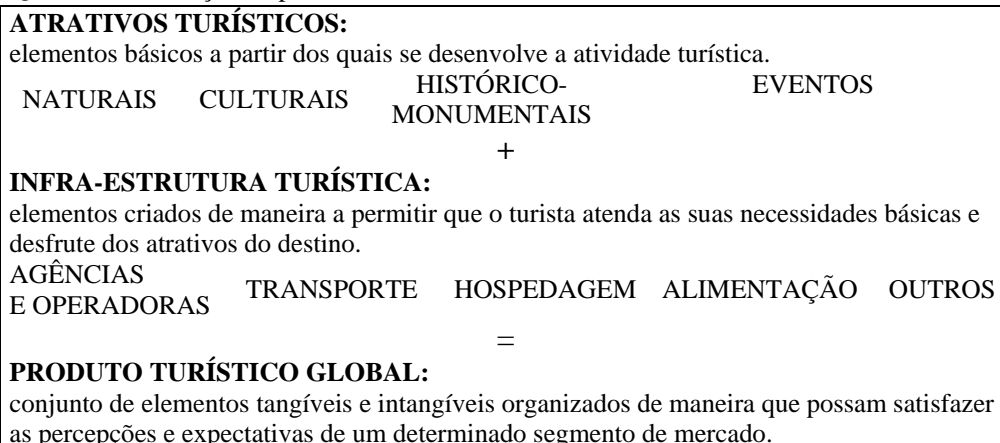 ATRATIVOS TURÍSTICOS:
elementos básicos a partir dos quais se desenvolve a atividade turística.
NATURAIS CULTURAIS HISTÓRICO-
MONUMENTAIS EVENTOS
+
INFRA-ESTRUTURA TURÍSTICA:
elementos criados de maneira a permitir que o turista atenda as suas necessidades básicas e
desfrute dos atrativos do destino.
AGÊNCIAS
E OPERADORAS TRANSPORTE HOSPEDAGEM ALIMENTAÇÃO OUTROS
=
PRODUTO TURÍSTICO GLOBAL:
conjunto de elementos tangíveis e intangíveis organizados de maneira que possam satisfazer
as percepções e expectativas de um determinado segmento de mercado.